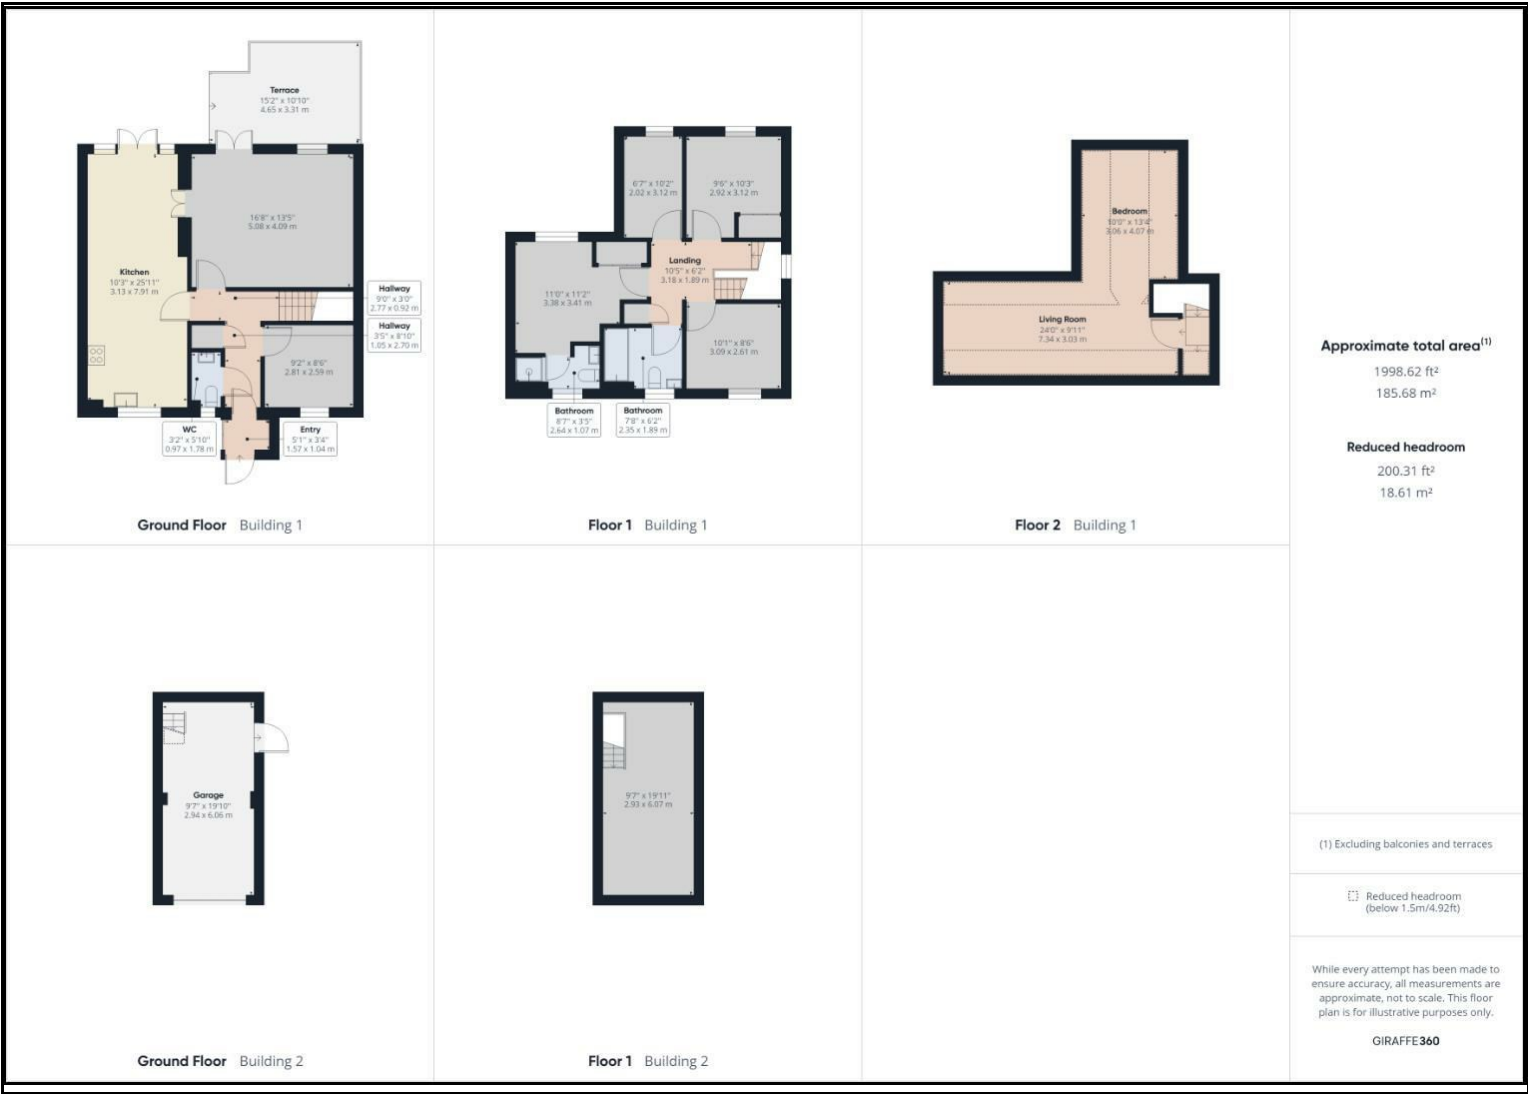 Terrace
15'2" x 10'10"
4.65 x 3.31 m
16'8" x 13'5"
5.08 x 4.09 m
Kitchen
10'3" x 25'11"
3.13 x 7.91 m
Hallway
9'0" x 3'0"
2.77 x 0.92 m
Hallway
3'5" x 8'10"
1.05 x 2.70 m
9'2" x 8'6"
2.81 x 2.59 m
WC
3'2" x 5'10"
0.97 x 1.78 m
Entry
5'1" x 3'4"
1.57 x 1.04 m
Ground Floor Building 1
6'7" x 10'2"
2.02 x 3.12 m
9'6" x 10'3"
2.92 x 3.12 m
Landing
10'5" x 6'2"
3.18 x 1.89 m
11'0" x 11'2"
3.38 x 3.41 m
10'1" x 8'6"
3.09 x 2.61 m
Bathroom
8'7" x 3'5"
2.64 x 1.07 m
Bathroom
7'8" x 6'2"
2.35 x 1.89 m
Floor 1 Building 1
Bedroom
10'0" x 13'4"
3.06 x 4.07 m
Living Room
24'0" x 9'11"
7.34 x 3.03 m
Floor 2 Building 1
Approximate total area(1)
1998.62 ft²
185.68 m²
Reduced headroom
200.31 ft²
18.61 m²
Garage
9'7" x 19'10"
2.94 x 6.06 m
Ground Floor Building 2
9'7" x 19'11"
2.93 x 6.07 m
Floor 1 Building 2
(1) Excluding balconies and terraces
Reduced headroom
(below 1.5m/4.92ft)
While every attempt has been made to
ensure accuracy, all measurements are
approximate, not to scale. This floor
plan is for illustrative purposes only.
GIRAFFE360